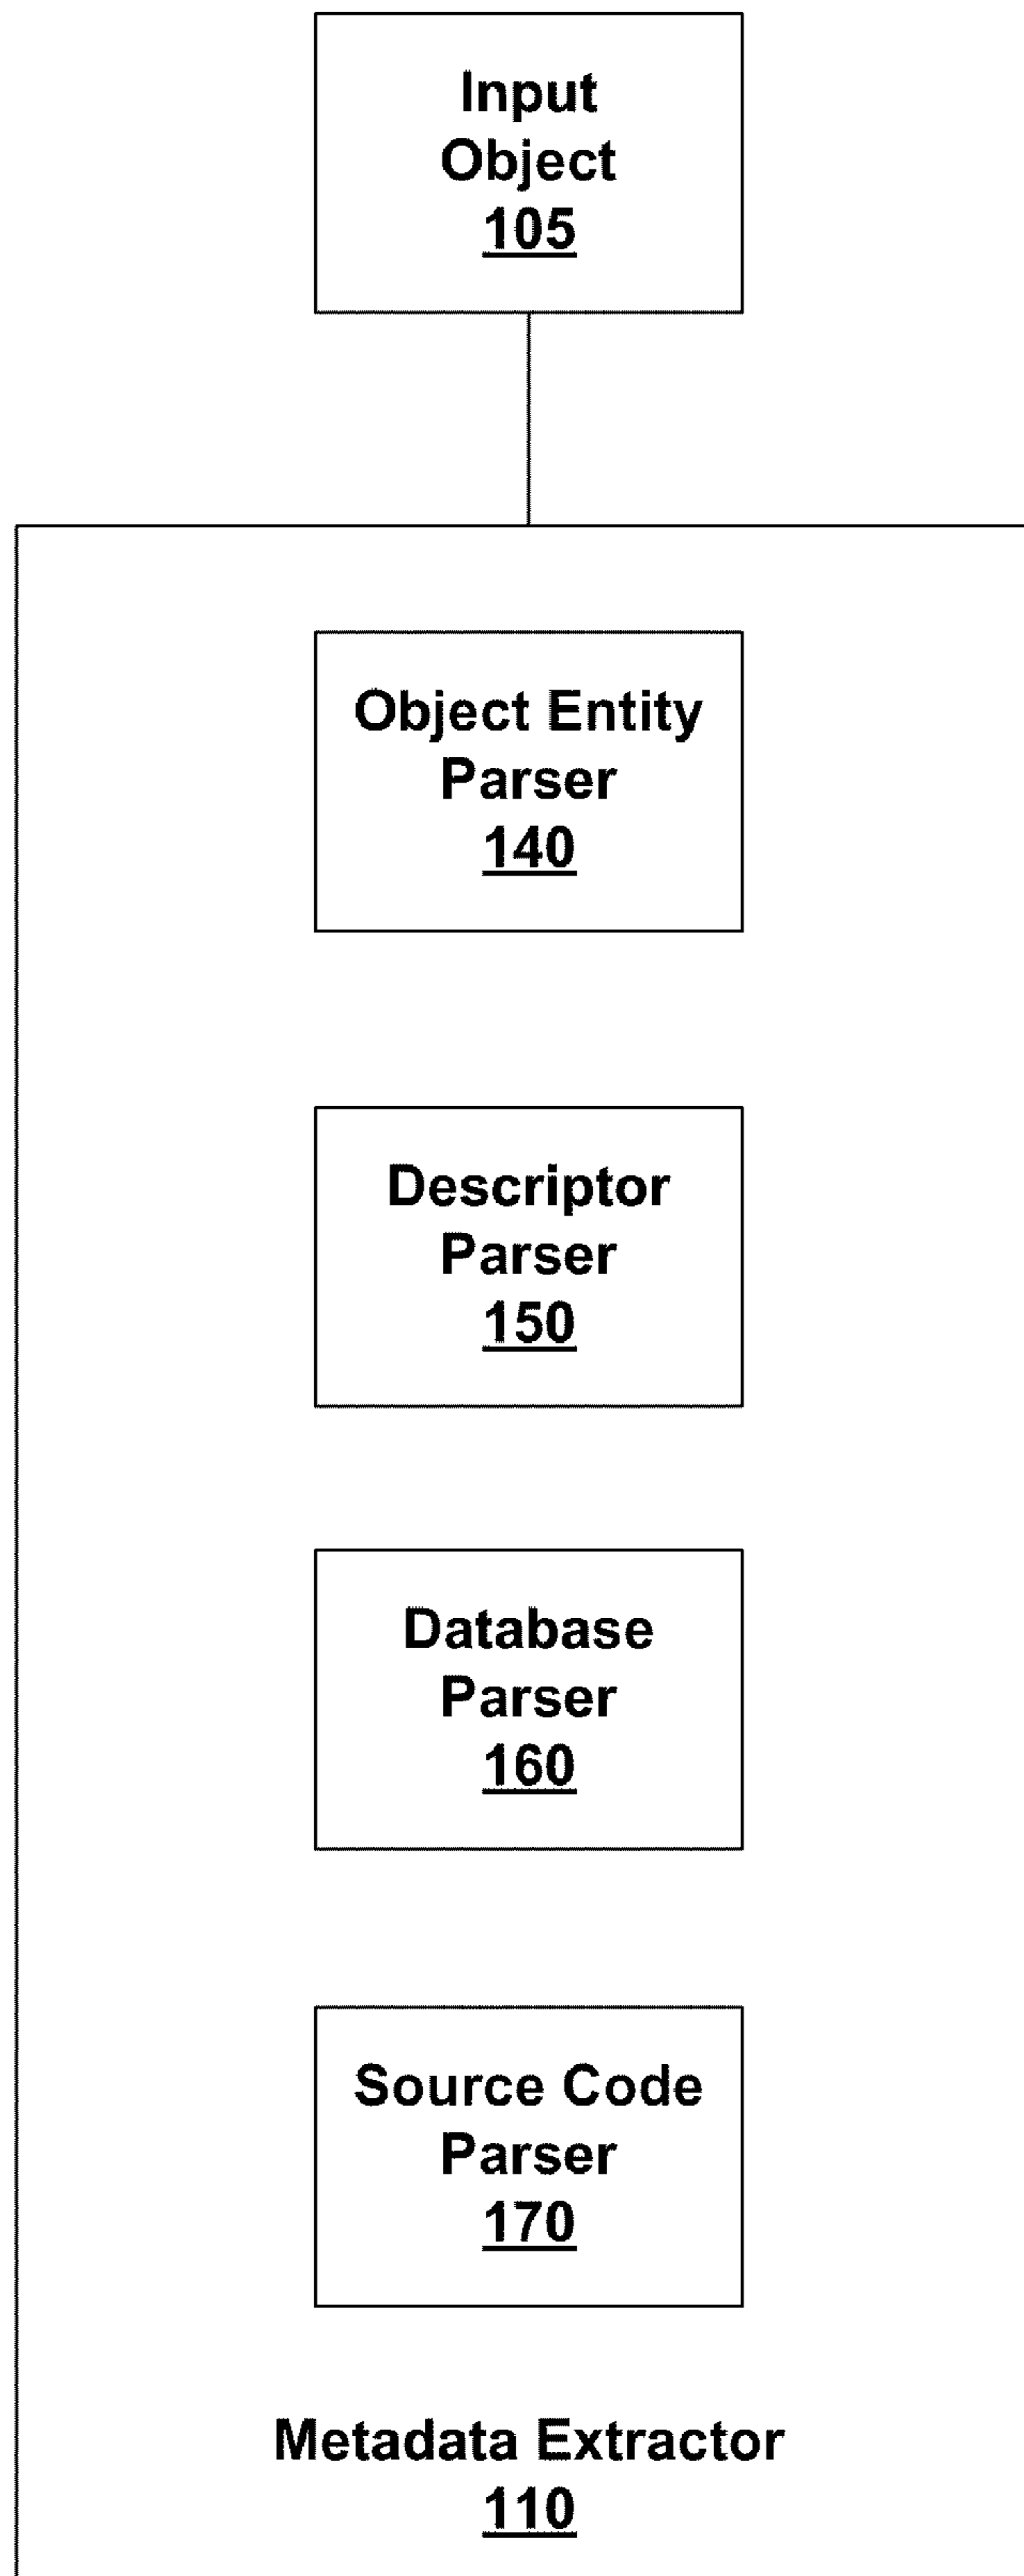 Input
Object
105
Object Entity
Parser
140
Descriptor
Parser
150
Database
Parser
160
Source Code
Parser
170
Metadata Extractor
110